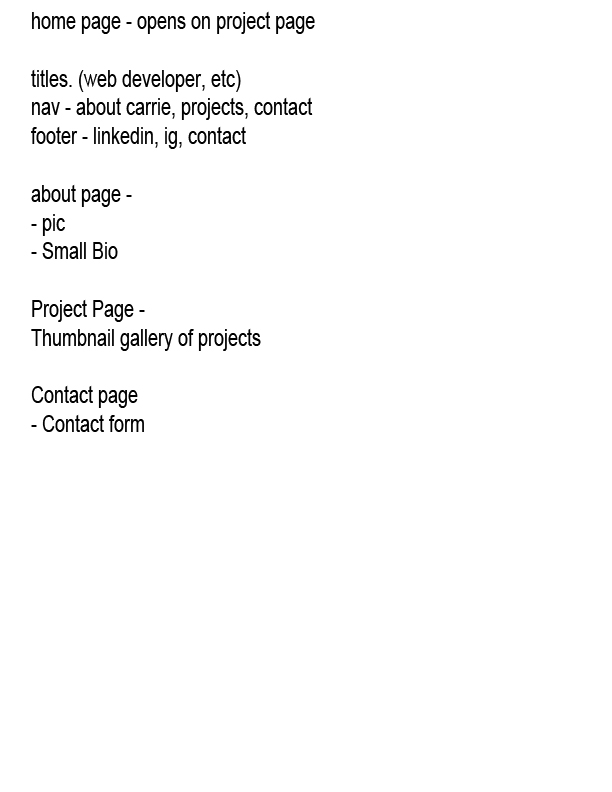 home page - opens on project page
titles. (web developer, etc)
nav - about carrie, projects, contact
footer - linkedin, ig, contact
about page -
- pic
- Small Bio
Project Page -
Thumbnail gallery of projects
Contact page
- Contact form